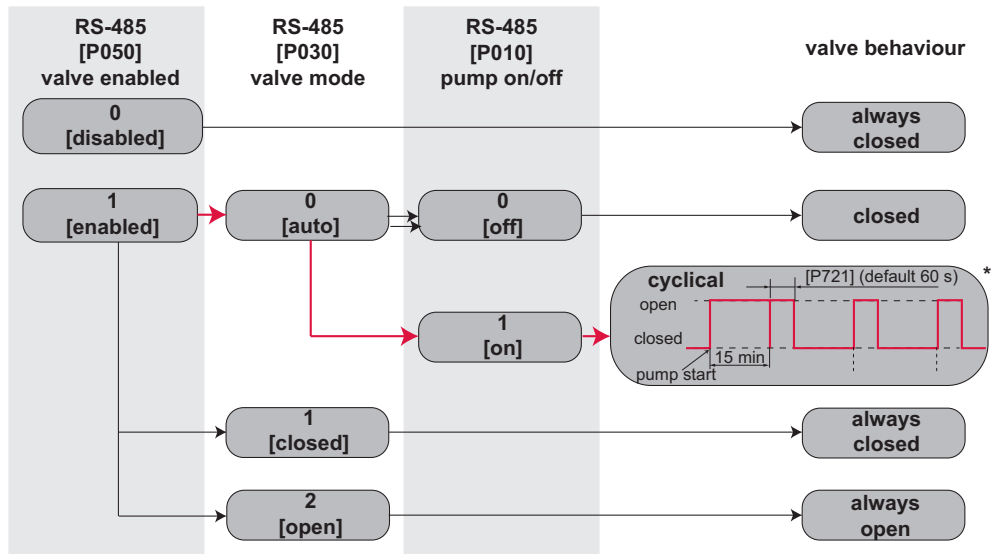 RS-485
[P050]
valve enabled
RS-485
[P030]
valve mode
RS-485
[P010]
pump on/off
valve behaviour
0
[disabled]
always
closed
1
[enabled]
0
[auto]
0
[off]
closed
1
[on]
cyclical
[P721] (default 60 s)
*
open
closed
15 min
pump start
1
[closed]
always
closed
2
[open]
always
open